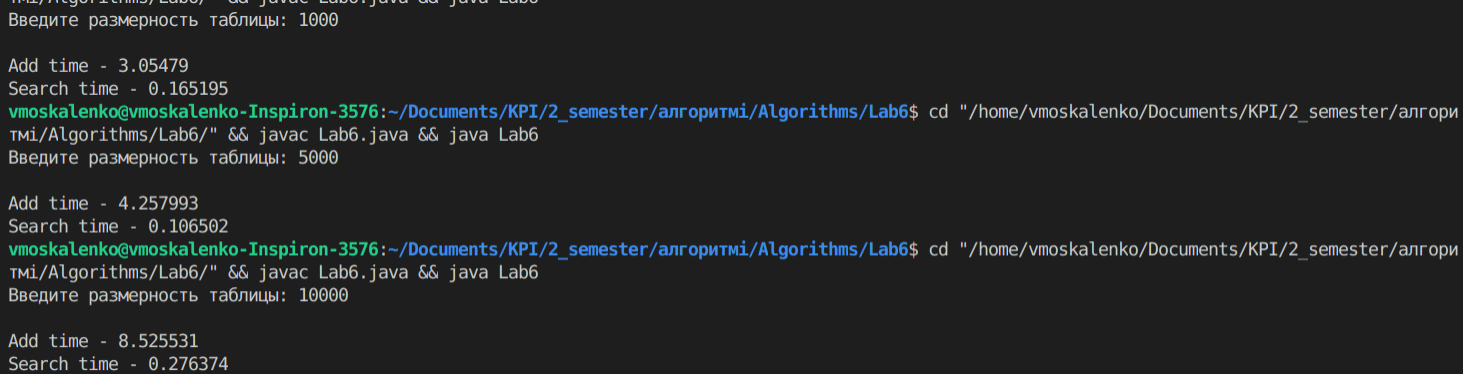 тмі/Algorithms/Lab6/" && javac Lab6.java && java Lab6
Введите размерность таблицы: 1000
Add time - 3.05479
Search time - 0.165195
vmoskalenko@vmoskalenko-Inspiron-3576:~/Documents/KPI/2_semester/алгоритмі/Algorithms/Lab6$ cd "/home/vmoskalenko/Documents/KPI/2_semester/алгори
тмі/Algorithms/Lab6/" && javac Lab6.java && java Lab6
Введите размерность таблицы: 5000
Add time - 4.257993
Search time - 0.106502
vmoskalenko@vmoskalenko-Inspiron-3576:~/Documents/KPI/2_semester/алгоритмі/Algorithms/Lab6$ cd "/home/vmoskalenko/Documents/KPI/2_semester/алгори
тмі/Algorithms/Lab6/" && javac Lab6.java && java Lab6
Введите размерность таблицы: 10000
Add time - 8.525531
Search time - 0.276374